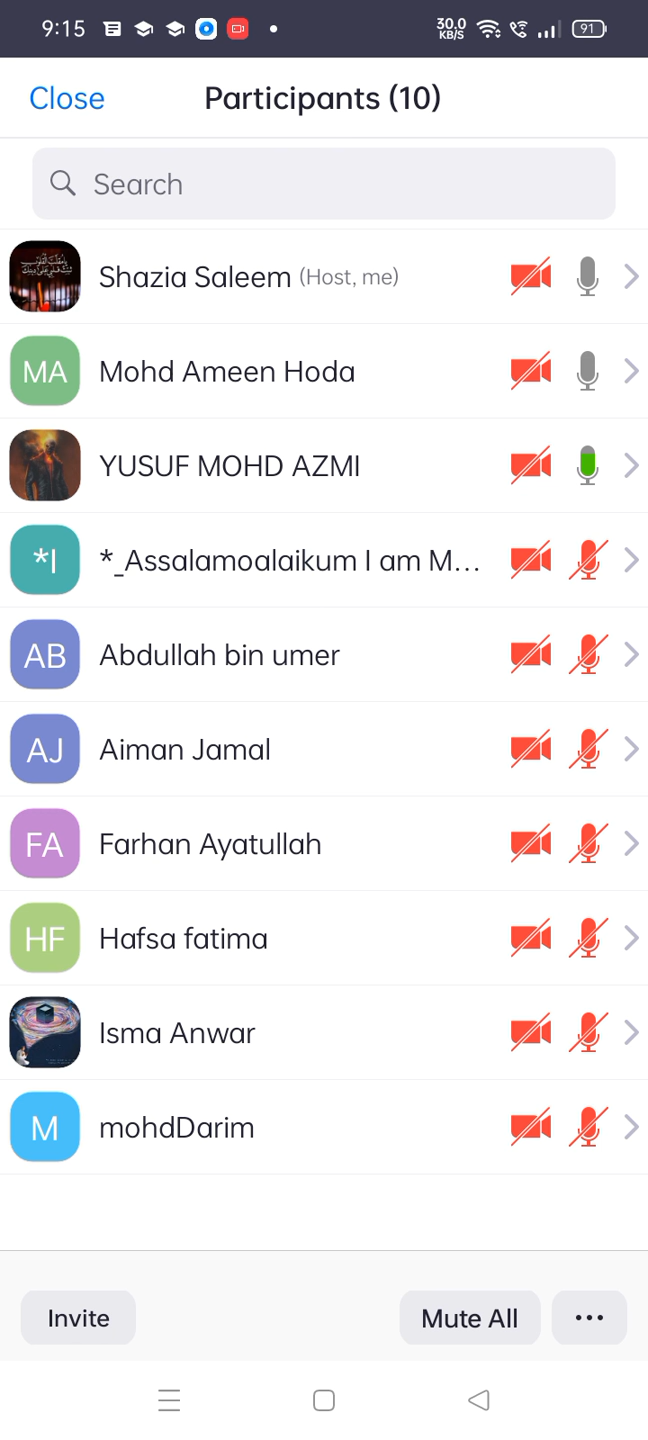 9:15
30.0
KB/S
91
Close
Participants (10)
Search
Shazia Saleem (Host, me)
MA
Mohd Ameen Hoda
YUSUF MOHD AZMI
*I
*_Assalamoalaikum I am M...
AB
Abdullah bin umer
AJ
Aiman Jamal
FA
Farhan Ayatullah
HF
Hafsa fatima
Isma Anwar
M
mohdDarim
Invite
Mute All